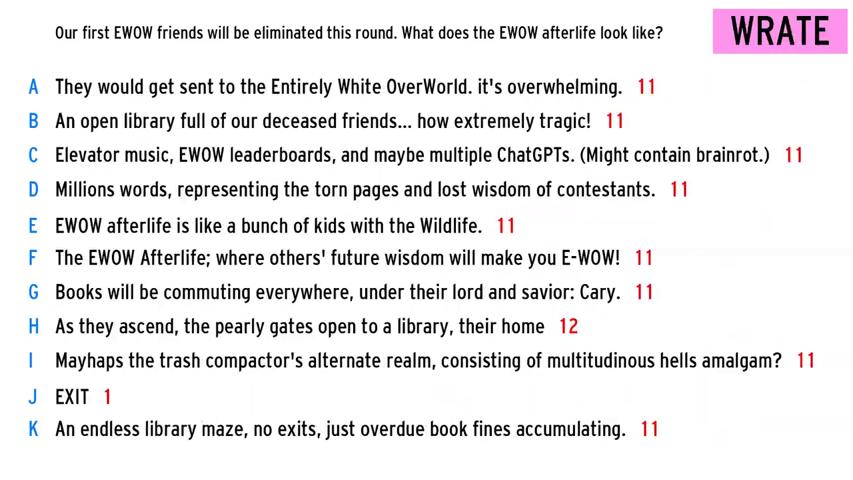 Our first EWOW friends will be eliminated this round. What does the EWOW afterlife look like?
WRATE
A They would get sent to the Entirely White OverWorld. it's overwhelming. 11
B An open library full of our deceased friends... how extremely tragic! 11
C Elevator music, EWOW leaderboards, and maybe multiple ChatGPTs. (Might contain brainrot.) 11
D Millions words, representing the torn pages and lost wisdom of contestants. 11
E EWOW afterlife is like a bunch of kids with the Wildlife. 11
F The EWOW Afterlife; where others' future wisdom will make you E-WOW! 11
G Books will be commuting everywhere, under their lord and savior: Cary. 11
H As they ascend, the pearly gates open to a library, their home 12
I Mayhaps the trash compactor's alternate realm, consisting of multitudinous hells amalgam? 11
J EXIT 1
K An endless library maze, no exits, just overdue book fines accumulating. 11